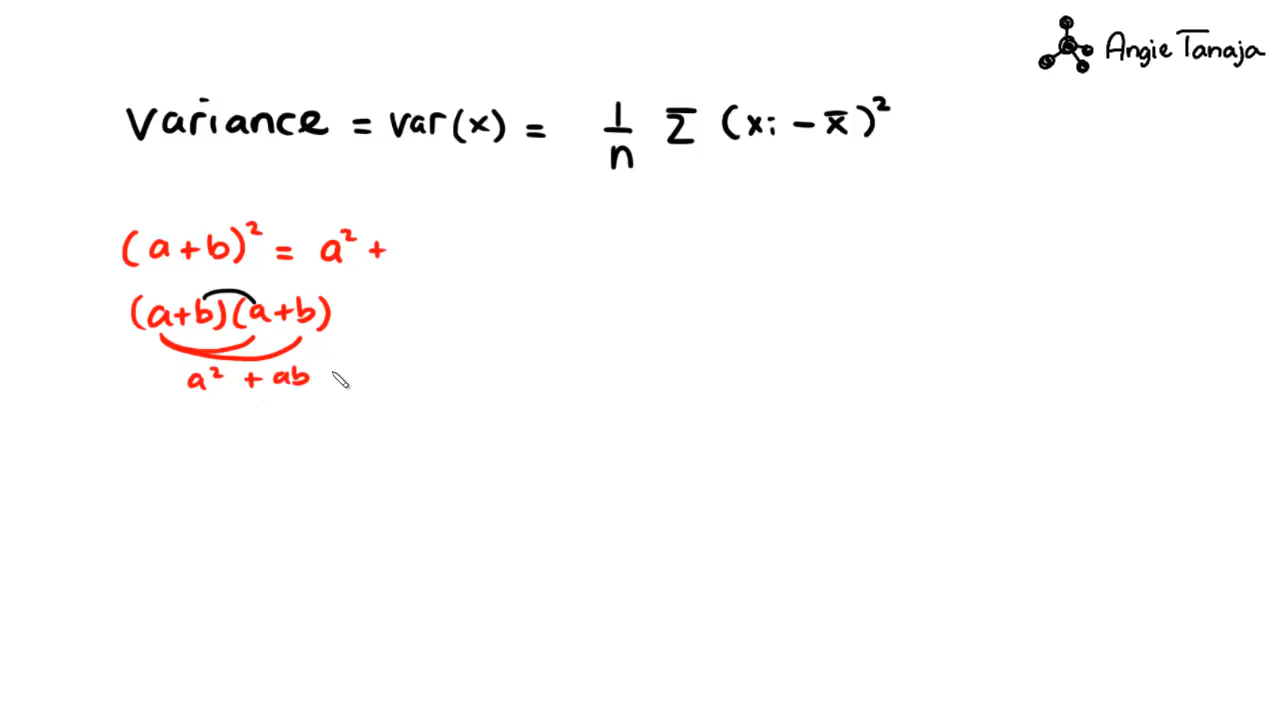 Angie Tanaja
Variance = var(x) = 1/n Σ (xi - x̄)²
(a+b)² = a² +
(a+b)(a+b)
a² + ab